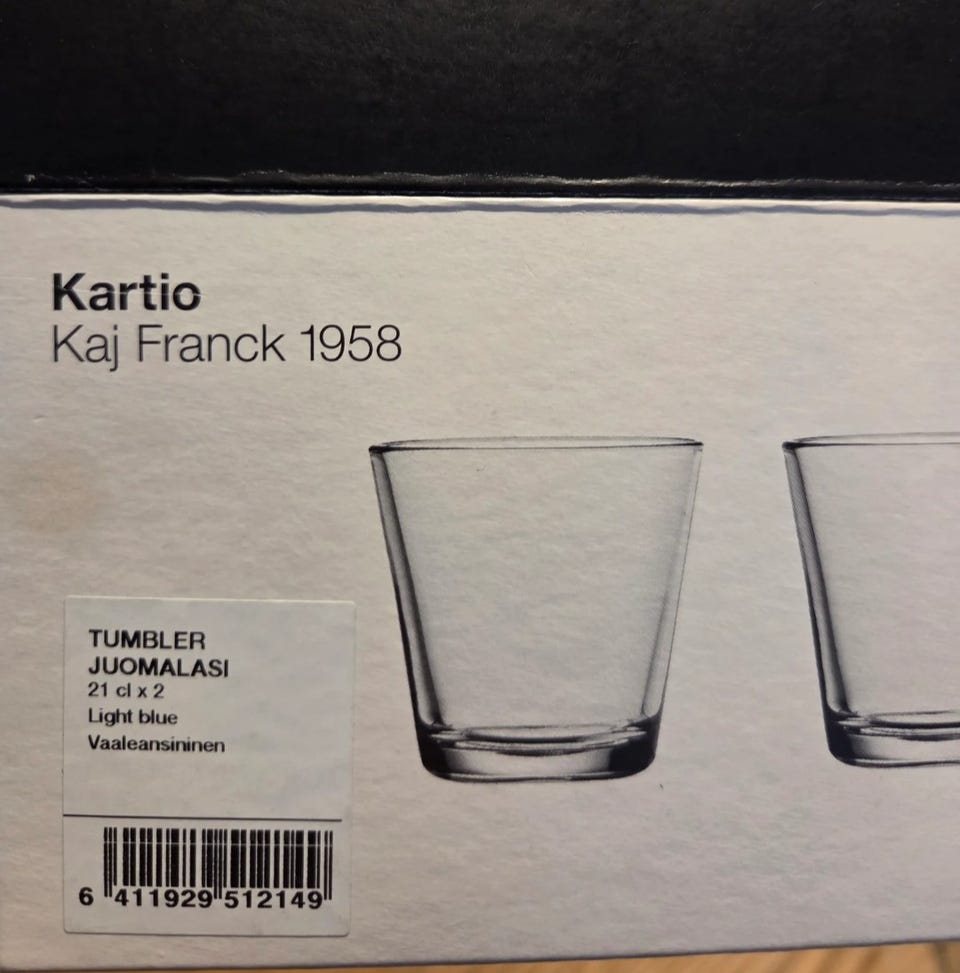 Kartio
Kaj Franck 1958
TUMBLER
JUOMALASI
21 cl x 2
Light blue
Vaaleansininen
6 411929 512149